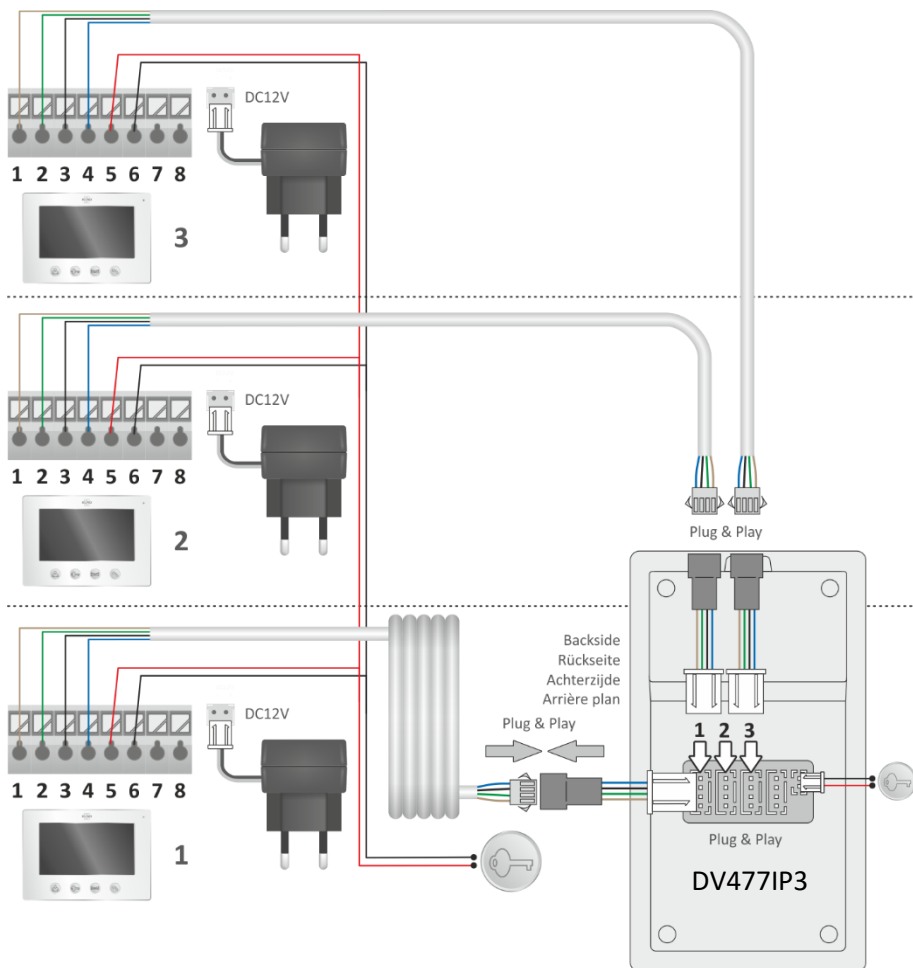 DC12V
1 2 3 4 5 6 7 8
3
DC12V
1 2 3 4 5 6 7 8
2
Plug & Play
Backside
Rückseite
Achterzijde
Arrière plan
Plug & Play
DC12V
1 2 3 4 5 6 7 8
1
1 2 3
Plug & Play
DV477IP3